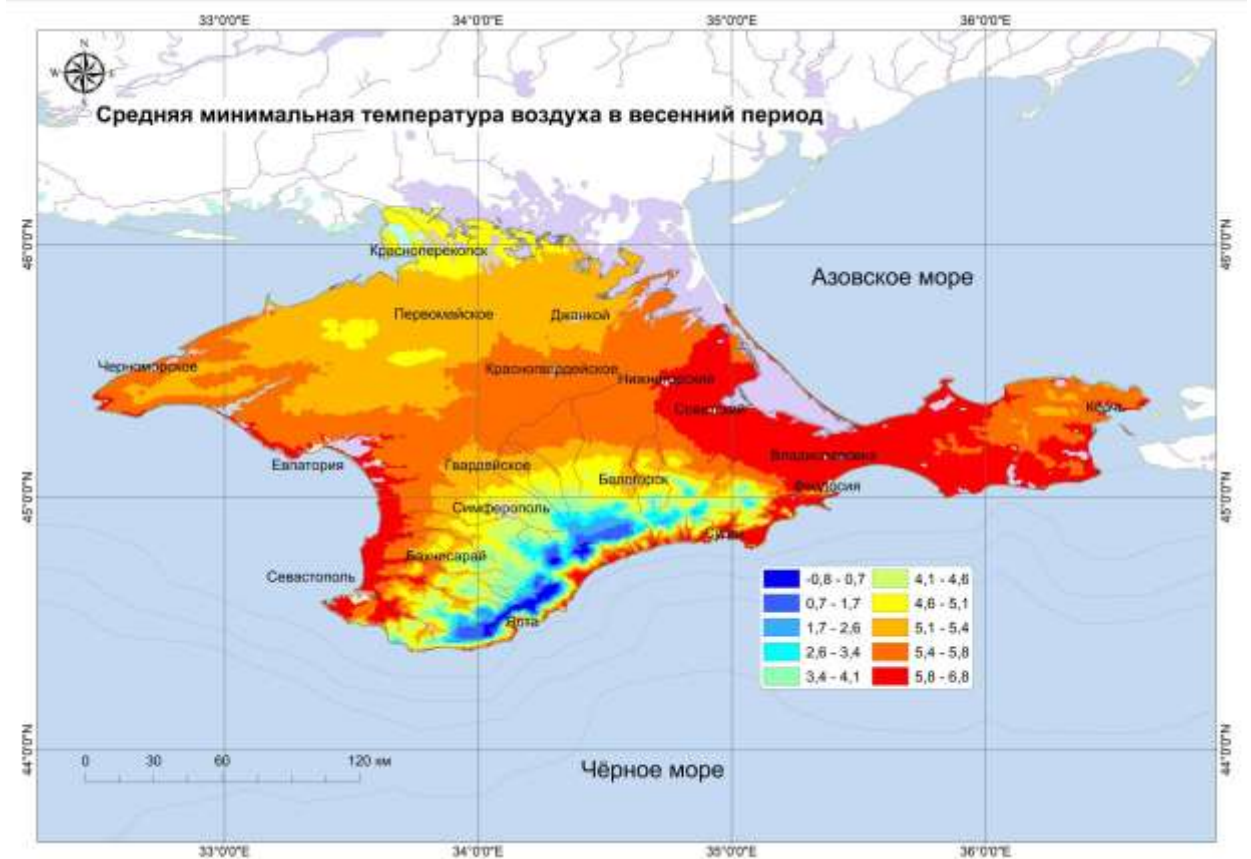 33°0'0"E 34°0'0"E 35°0'0"E 36°0'0"E
N
W E
S
Средняя минимальная температура воздуха в весенний период
46°0'0"N 46°0'0"N
Красноперекопск
Азовское море
Первомайское
Джанкой
Черноморское
Красногвардейское
Нижнегорский
Советский
Керчь
Владиславовка
Евпатория
Гвардейское
Белогорск
Феодосия
45°0'0"N 45°0'0"N
Симферополь
Судак
Бахчисарай
Севастополь
Ялта
-0,8 - 0,7 4,1 - 4,6
0,7 - 1,7 4,6 - 5,1
1,7 - 2,6 5,1 - 5,4
2,6 - 3,4 5,4 - 5,8
3,4 - 4,1 5,8 - 6,8
44°0'0"N 44°0'0"N
0 30 60 120 км
Чёрное море
33°0'0"E 34°0'0"E 35°0'0"E 36°0'0"E